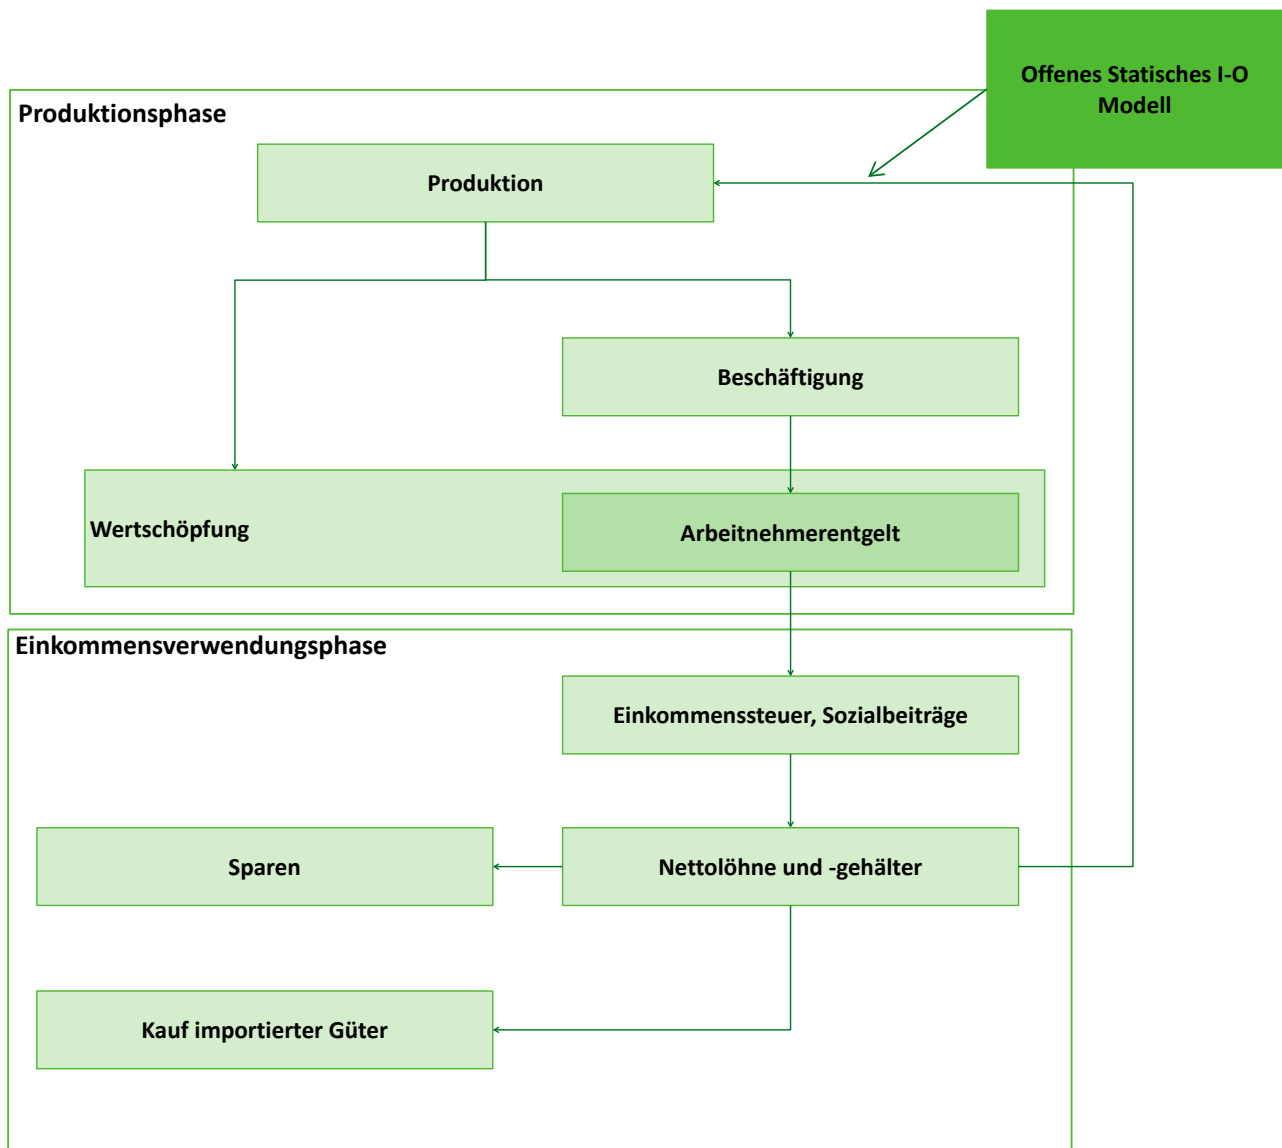 Offenes Statisches I-O
Modell
Produktionsphase
Produktion
Beschäftigung
Wertschöpfung
Arbeitnehmerentgelt
Einkommensverwendungsphase
Einkommenssteuer, Sozialbeiträge
Sparen
Nettolöhne und -gehälter
Kauf importierter Güter